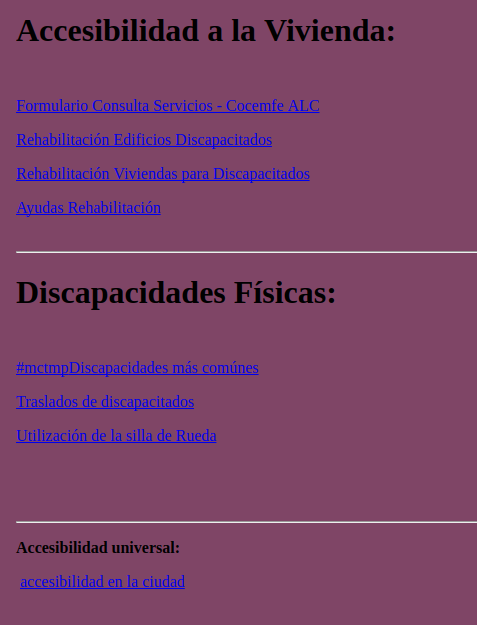 Accesibilidad a la Vivienda:
Formulario Consulta Servicios - Cocemfe ALC
Rehabilitación Edificios Discapacitados
Rehabilitación Viviendas para Discapacitados
Ayudas Rehabilitación
Discapacidades Físicas:
#mctmpDiscapacidades más comúnes
Traslados de discapacitados
Utilización de la silla de Rueda
Accesibilidad universal:
accesibilidad en la ciudad